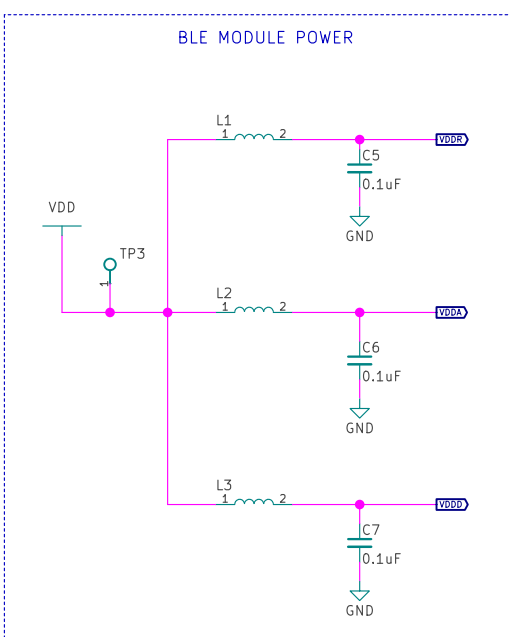 BLE MODULE POWER
L1
1 2
VDDR
C5
0.1uF
GND
VDD
TP3
1
L2
1 2
VDDA
C6
0.1uF
GND
L3
1 2
VDDD
C7
0.1uF
GND